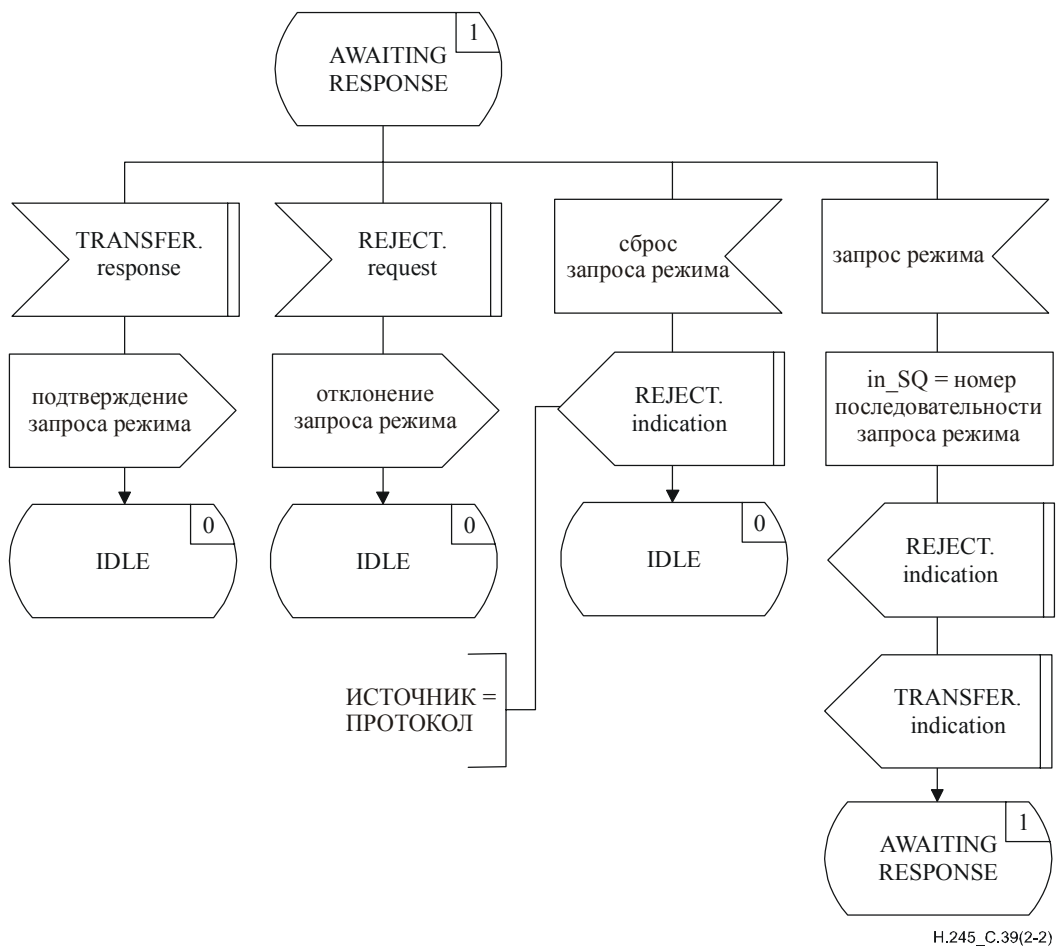 1
AWAITING
RESPONSE
TRANSFER.
response
REJECT.
request
сброс
запроса режима
запрос режима
подтверждение
запроса режима
отклонение
запроса режима
REJECT.
indication
in_SQ = номер
последовательности
запроса режима
0
IDLE
0
IDLE
0
IDLE
REJECT.
indication
ИСТОЧНИК =
ПРОТОКОЛ
TRANSFER.
indication
1
AWAITING
RESPONSE
H.245_C.39(2-2)